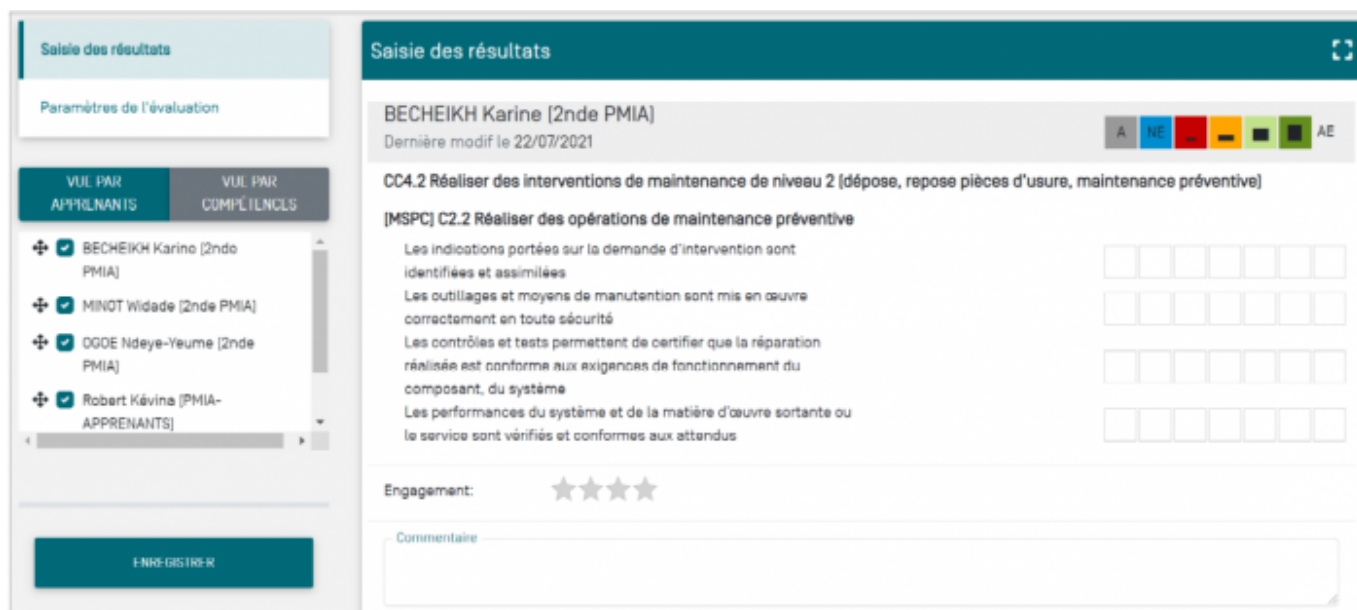 Saisie des résultats
Paramètres de l'évaluation
VUE PAR
APPRENANTS
VUE PAR
COMPÉTENCES
BECHEIKH Karine [2nde
PMIA]
MINOT Widade [2nde PMIA]
OGOE Ndeye-Yeume [2nde
PMIA]
Robert Kévina [PMIA-
APPRENANTS]
ENREGISTRER
Saisie des résultats
BECHEIKH Karine [2nde PMIA]
Dernière modif le 22/07/2021
A NE AE
CC4.2 Réaliser des interventions de maintenance de niveau 2 [dépose, repose pièces d'usure, maintenance préventive]
[MSPC] C2.2 Réaliser des opérations de maintenance préventive
Les indications portées sur la demande d'intervention sont
identifiées et assimilées
Les outillages et moyens de manutention sont mis en œuvre
correctement en toute sécurité
Les contrôles et tests permettent de certifier que la réparation
réalisée est conforme aux exigences de fonctionnement du
composant, du système
Les performances du système et de la matière d'œuvre sortante ou
le service sont vérifiés et conformes aux attendus
Engagement:
Commentaire